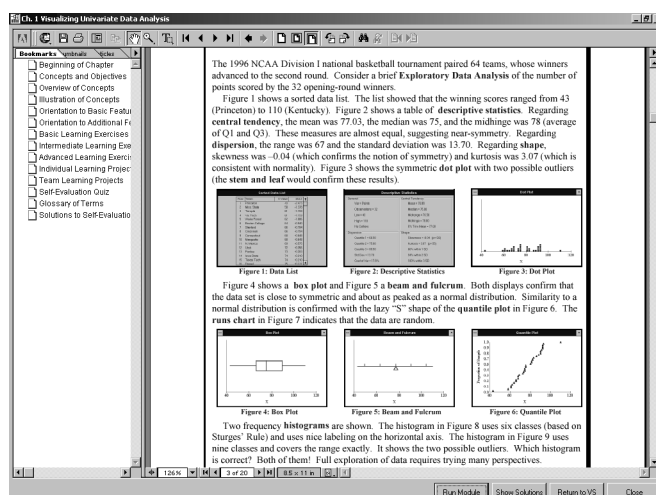 Ch. 1 Visualizing Univariate Data Analysis
Bookmarks
Beginning of Chapter
Concepts and Objectives
Overview of Concepts
Illustration of Concepts
Orientation to Basic Featur
Orientation to Additional Fe
Basic Learning Exercises
Intermediate Learning Exe
Advanced Learning Exercis
Individual Learning Project
Team Learning Projects
Self-Evaluation Quiz
Glossary of Terms
Solutions to Self-Evaluatio
The 1996 NCAA Division I national basketball tournament paired 64 teams, whose winners
advanced to the second round. Consider a brief Exploratory Data Analysis of the number of
points scored by the 32 opening-round winners.
Figure 1 shows a sorted data list. The list showed that the winning scores ranged from 43
(Princeton) to 110 (Kentucky). Figure 2 shows a table of descriptive statistics. Regarding
central tendency, the mean was 77.03, the median was 75, and the midhinge was 78 (average
of Q1 and Q3). These measures are almost equal, suggesting near-symmetry. Regarding
dispersion, the range was 67 and the standard deviation was 13.70. Regarding shape,
skewness was –0.04 (which confirms the notion of symmetry) and kurtosis was 3.07 (which is
consistent with normality). Figure 3 shows the symmetric dot plot with two possible outliers
(the stem and leaf would confirm these results).
Sorted Data List
Descriptive Statistics
Dot Plot
Figure 1: Data List
Figure 2: Descriptive Statistics
Figure 3: Dot Plot
Figure 4 shows a box plot and Figure 5 a beam and fulcrum. Both displays confirm that
the data set is close to symmetric and about as peaked as a normal distribution. Similarity to a
normal distribution is confirmed with the lazy “S” shape of the quantile plot in Figure 6. The
runs chart in Figure 7 indicates that the data are random.
Box Plot
Beam and Fulcrum
Quantile Plot
Figure 4: Box Plot
Figure 5: Beam and Fulcrum
Figure 6: Quantile Plot
Two frequency histograms are shown. The histogram in Figure 8 uses six classes (based on
Sturges’ Rule) and uses nice labeling on the horizontal axis. The histogram in Figure 9 uses
nine classes and covers the range exactly. It shows the two possible outliers. Which histogram
is correct? Both of them! Full exploration of data requires trying many perspectives.
126% 3 of 20 8.5 x 11 in
Run Module Show Solutions Return to VS Close